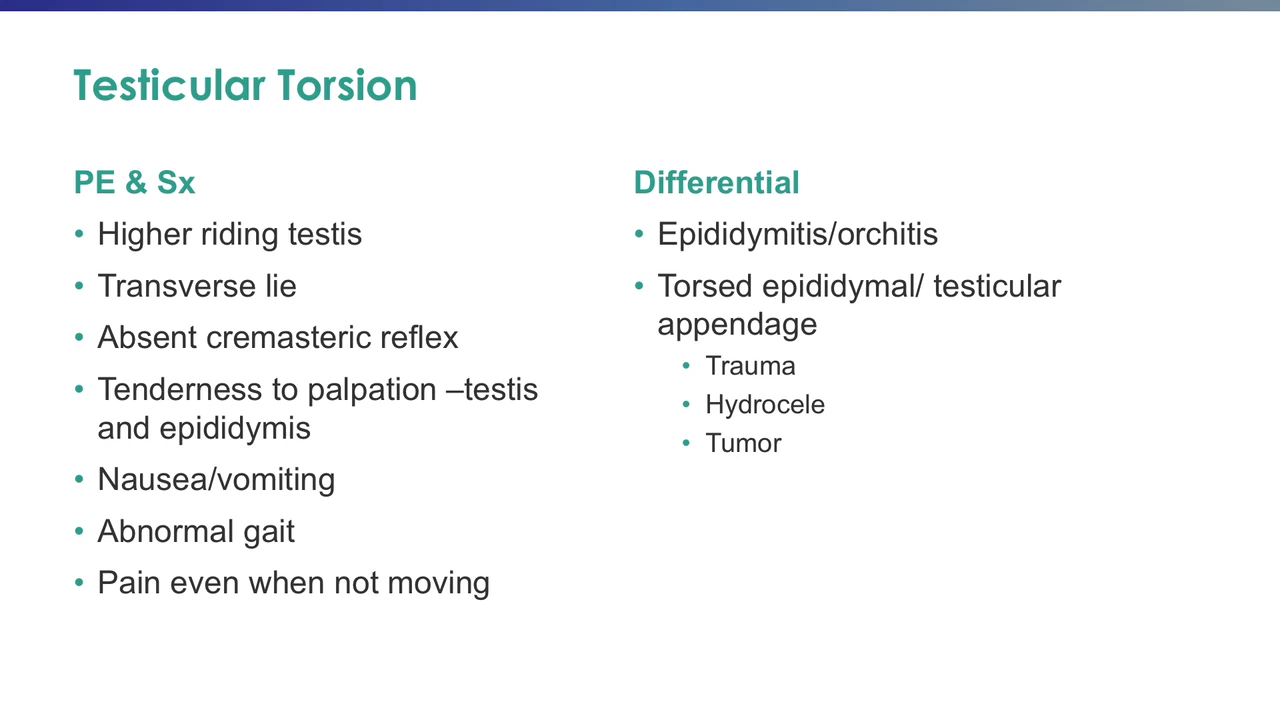 Testicular Torsion
PE & Sx
• Higher riding testis
• Transverse lie
• Absent cremasteric reflex
• Tenderness to palpation –testis
and epididymis
• Nausea/vomiting
• Abnormal gait
• Pain even when not moving
Differential
• Epididymitis/orchitis
• Torsed epididymal/ testicular
appendage
• Trauma
• Hydrocele
• Tumor